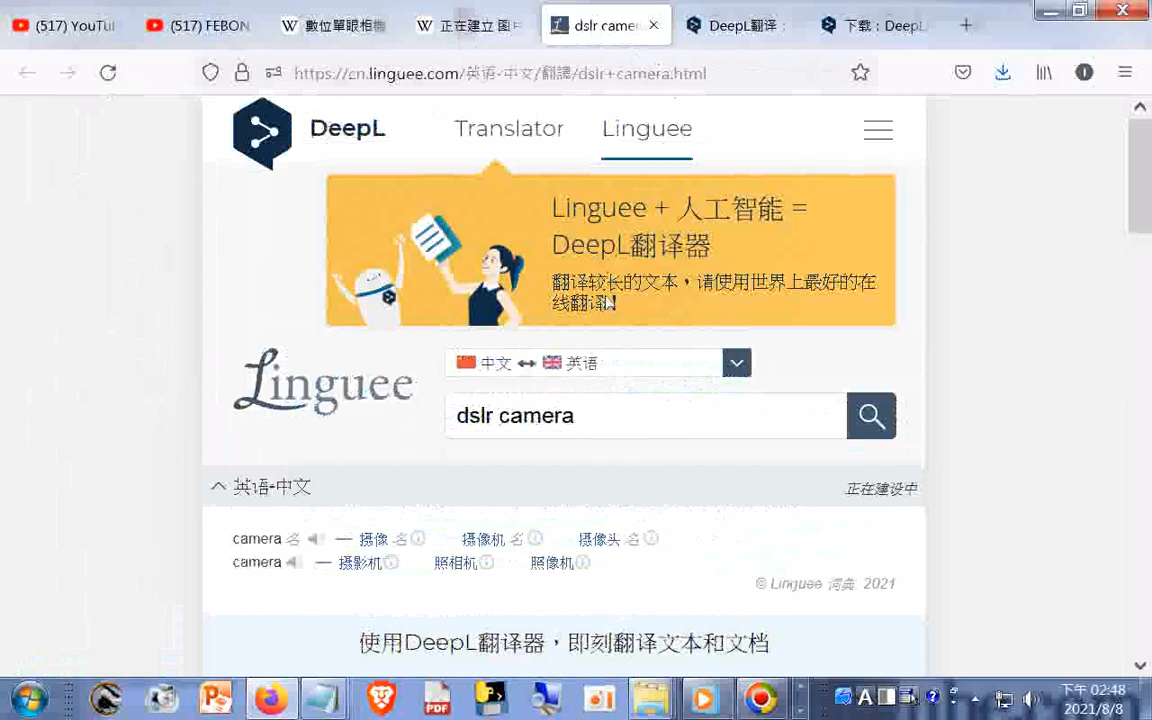 (517) YouTu
(517) FEBON
數位單眼相機
正在建立 圖
dslr came
DeepL翻译：
下载：DeepL
https://cn.linguee.com/英语-中文/翻譯/dslr+camera.html
DeepL
Translator
Linguee
Linguee + 人工智能 =
DeepL翻译器
翻译较长的文本，请使用世界上最好的在
线翻译!
Linguee
中文 ↔ 英语
dslr camera
英语-中文
正在建设中
camera 名 — 摄像 名 摄像机 名 摄像头 名
camera — 摄影机 照相机 照像机
© Linguee 词典, 2021
使用DeepL翻译器，即刻翻译文本和文档
PDF
A
下午 02:48
2021/8/8